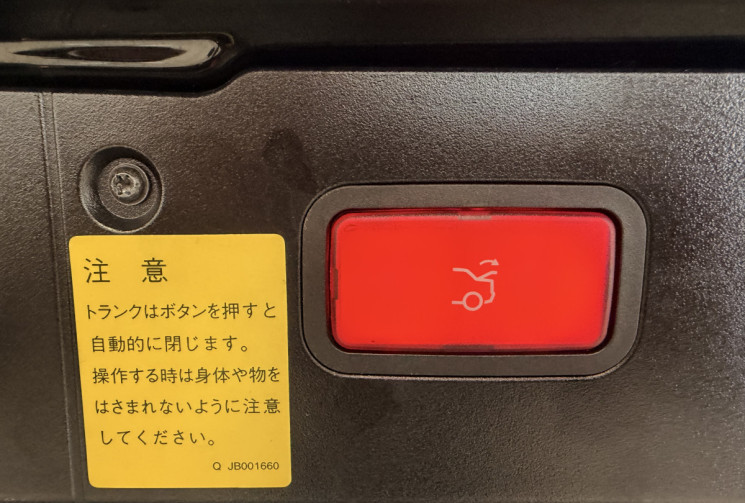 注 意
トランクはボタンを押すと
自動的に閉じます。
操作する時は身体や物を
はさまれないように注意
してください。
Q JB001660